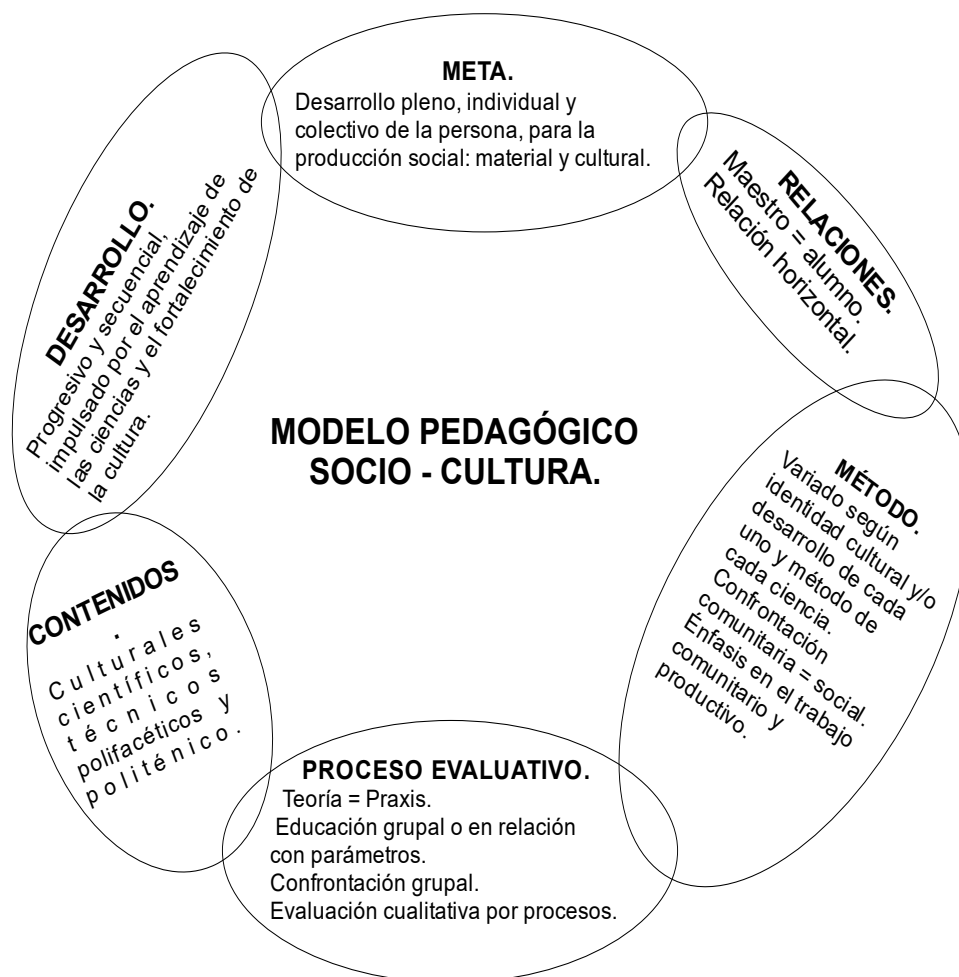 META.
Desarrollo pleno, individual y
colectivo de la persona, para la
producción social: material y cultural.
RELACIONES.
Maestro = alumno.
Relación horizontal.
MÉTODO.
Variado según
identidad cultural y/o
desarrollo de cada
uno y método de
cada ciencia.
Confrontación
comunitaria = social.
Énfasis en el trabajo
comunitario y
productivo.
PROCESO EVALUATIVO.
Teoría = Praxis.
Educación grupal o en relación
con parámetros.
Confrontación grupal.
Evaluación cualitativa por procesos.
CONTENIDOS
.
Culturales
científicos,
técnicos
polifacéticos y
politénico.
DESARROLLO.
Progresivo y secuencial,
impulsado por el aprendizaje de
las ciencias y el fortalecimiento de
la cultura.
MODELO PEDAGÓGICO
SOCIO - CULTURA.